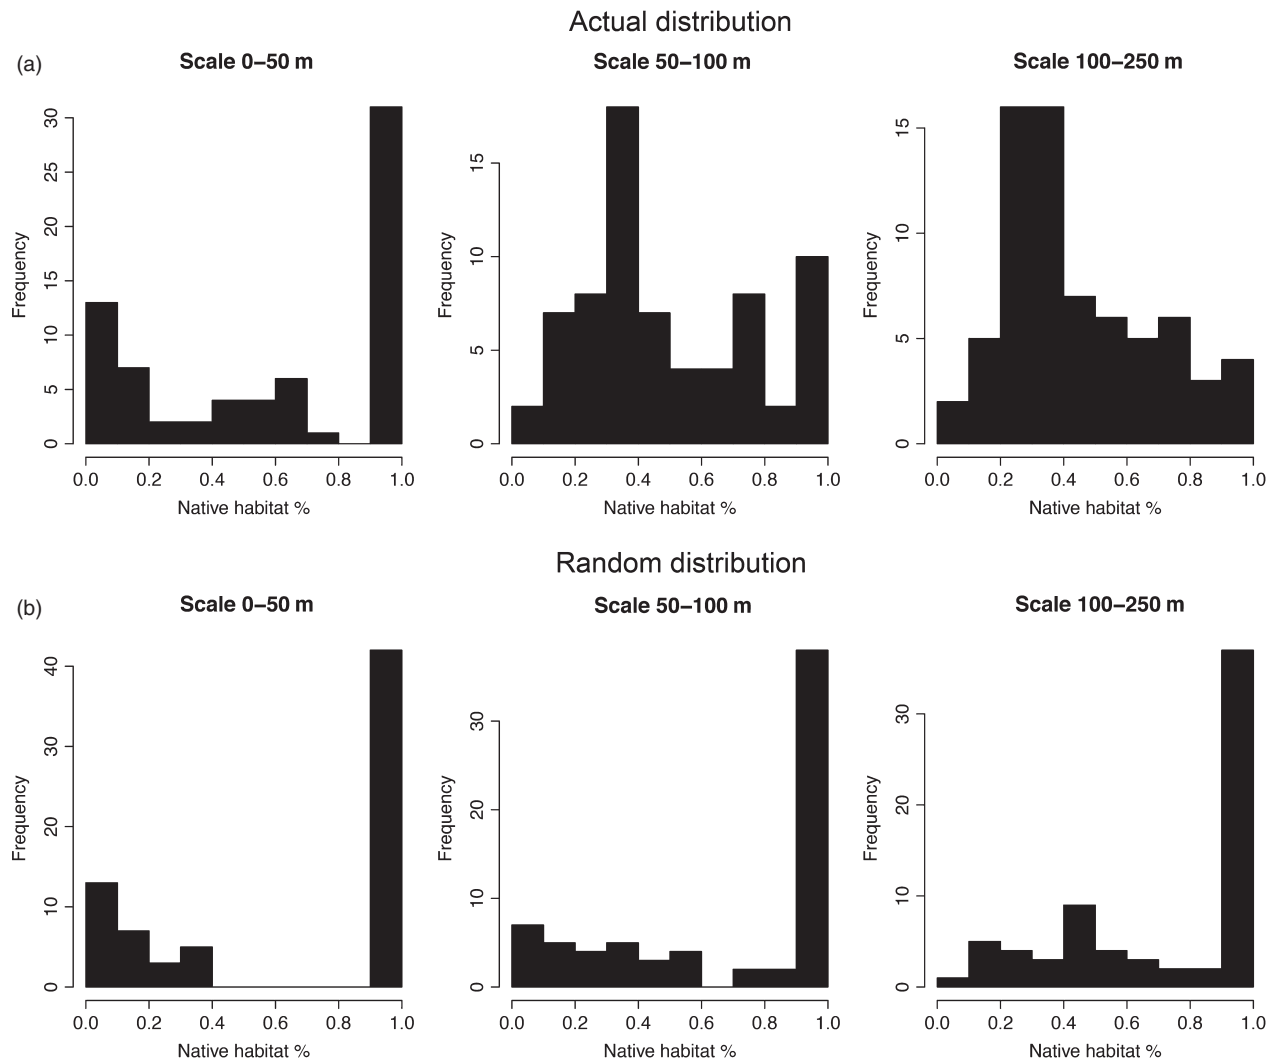 Actual distribution
(a)
Scale 0–50 m
Scale 50–100 m
Scale 100–250 m
Frequency
0 5 10 15 20 25 30
0.0 0.2 0.4 0.6 0.8 1.0
Native habitat %
Frequency
0 5 10 15
0.0 0.2 0.4 0.6 0.8 1.0
Native habitat %
Frequency
0 5 10 15
0.0 0.2 0.4 0.6 0.8 1.0
Native habitat %
Random distribution
(b)
Scale 0–50 m
Scale 50–100 m
Scale 100–250 m
Frequency
0 10 20 30 40
0.0 0.2 0.4 0.6 0.8 1.0
Native habitat %
Frequency
0 10 20 30
0.0 0.2 0.4 0.6 0.8 1.0
Native habitat %
Frequency
0 10 20 30
0.0 0.2 0.4 0.6 0.8 1.0
Native habitat %